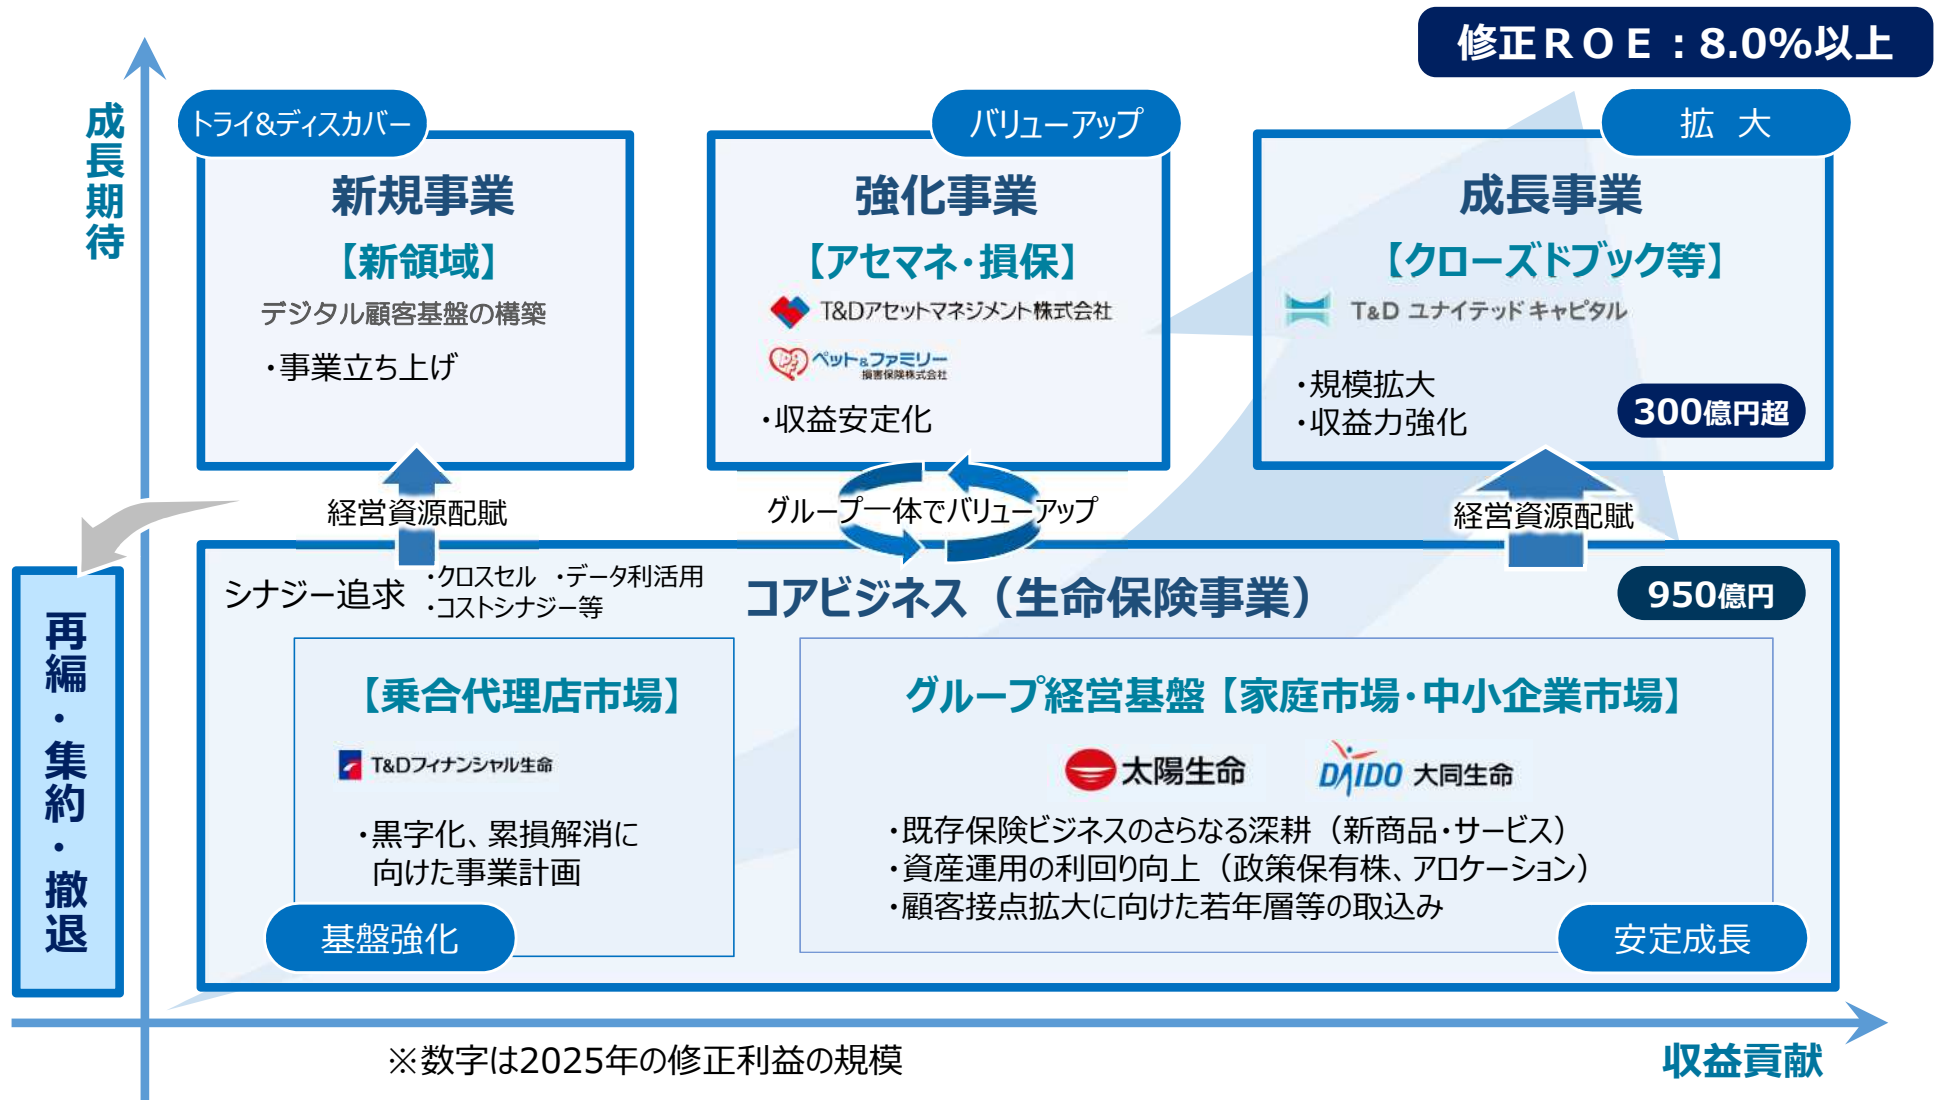 修正ＲＯＥ：8.0%以上
成長期待
トライ&ディスカバー
新規事業
【新領域】
デジタル顧客基盤の構築
・事業立ち上げ
バリューアップ
強化事業
【アセマネ・損保】
T&Dアセットマネジメント株式会社
ペット&ファミリー
損害保険株式会社
・収益安定化
拡 大
成長事業
【クローズドブック等】
T&D ユナイテッドキャピタル
・規模拡大
・収益力強化
300億円超
経営資源配賦
グループ一体でバリューアップ
経営資源配賦
再編・集約・撤退
シナジー追求
・クロスセル ・データ利活用
・コストシナジー等
コアビジネス（生命保険事業）
950億円
【乗合代理店市場】
T&Dフィナンシャル生命
・黒字化、累損解消に
向けた事業計画
基盤強化
グループ経営基盤【家庭市場・中小企業市場】
太陽生命
DAIDO 大同生命
・既存保険ビジネスのさらなる深耕（新商品・サービス）
・資産運用の利回り向上（政策保有株、アロケーション）
・顧客接点拡大に向けた若年層等の取込み
安定成長
※数字は2025年の修正利益の規模
収益貢献